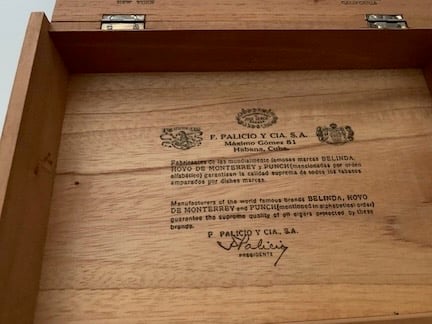 NEW YORK
F. PALICIO Y CIA. S.A.
Máximo Gómez 51
Habana, Cuba.
Fabricantes de las mundialmente famosas marcas BELINDA,
HOYO DE MONTERREY y PUNCH(mencionadas por orden
alfabético) garantizan la calidad suprema de todos los tabacos
amparados por dichas marcas.
Manufacturers of the world famous brands BELINDA, HOYO
DE MONTERREY and PUNCH(mentioned in alphabetical order)
guarantee the supreme quality of all cigars protected by these
brands.
F. PALICIO Y CIA., S.A.
F Palicio
PRESIDENTE